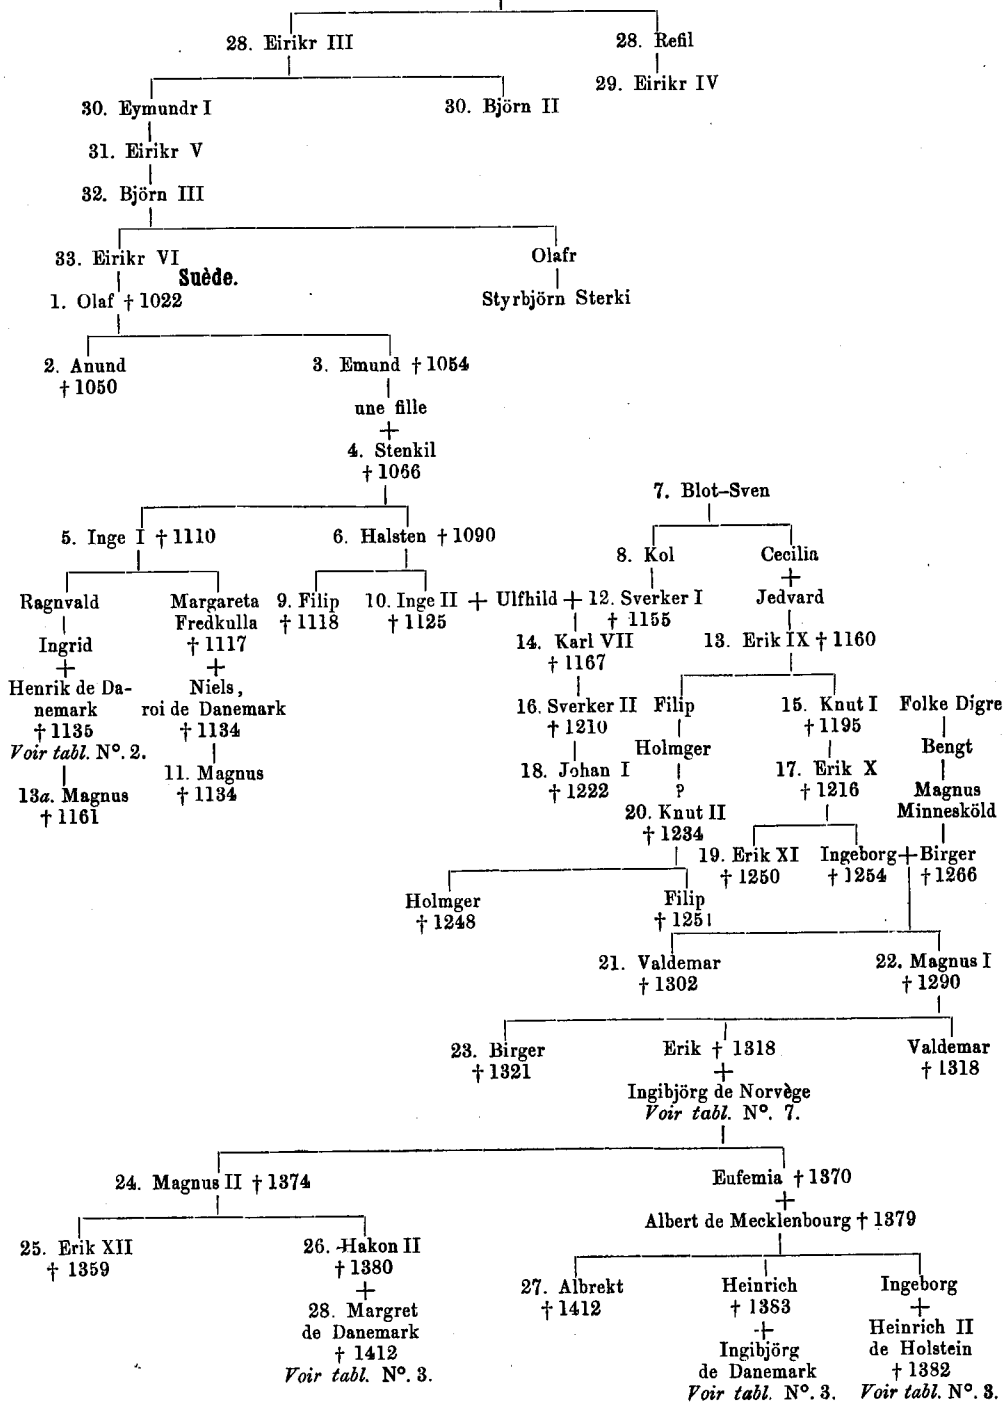 28. Eirikr III
28. Refil
29. Eirikr IV
30. Eymundr I
30. Björn II
31. Eirikr V
32. Björn III
33. Eirikr VI
Olafr
Suède.
1. Olaf † 1022
Styrbjörn Sterki
2. Anund
† 1050
3. Emund † 1054
une fille
+
4. Stenkil
† 1066
7. Blot-Sven
5. Inge I † 1110
6. Halsten † 1090
8. Kol
Cecilia
+
Jedvard
Ragnvald
Margareta
Fredkulla
† 1117
9. Filip
† 1118
10. Inge II + Ulfhild + 12. Sverker I
† 1125
† 1155
Ingrid
+
Henrik de Da-
nemark
† 1135
Voir tabl. Nº. 2.
13a. Magnus
† 1161
+
Niels,
roi de Danemark
† 1134
11. Magnus
† 1134
14. Karl VII
† 1167
13. Erik IX † 1160
16. Sverker II
† 1210
Filip
15. Knut I
† 1195
Folke Digre
Holmger
Bengt
18. Johan I
† 1222
?
17. Erik X
† 1216
Magnus
Minnesköld
20. Knut II
† 1234
19. Erik XI
† 1250
Ingeborg + Birger
† 1254
† 1266
Holmger
† 1248
Filip
† 1251
21. Valdemar
† 1302
22. Magnus I
† 1290
23. Birger
† 1321
Erik † 1318
+
Ingibjörg de Norvège
Voir tabl. Nº. 7.
Valdemar
† 1318
24. Magnus II † 1374
Eufemia † 1370
+
Albert de Mecklenbourg † 1379
25. Erik XII
† 1359
26. Hakon II
† 1380
+
28. Margret
de Danemark
† 1412
Voir tabl. Nº. 3.
27. Albrekt
† 1412
Heinrich
† 1383
+
Ingibjörg
de Danemark
Voir tabl. Nº. 3.
Ingeborg
+
Heinrich II
de Holstein
† 1382
Voir tabl. Nº. 3.